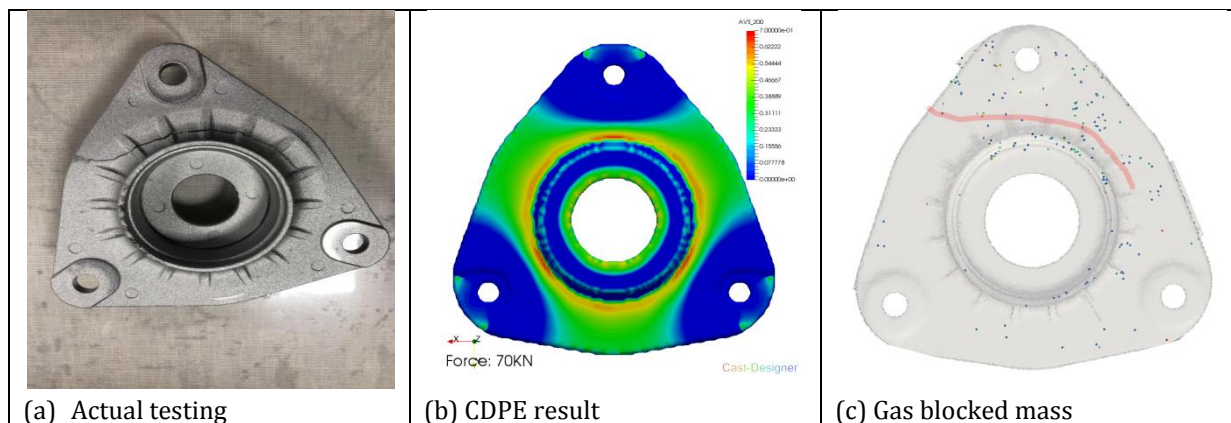 AVS_200
7.00000e-01
0.62222
0.54444
0.46667
0.38889
0.31111
0.23333
0.15556
0.077778
0.00000e+00
X
Z
Force: 70KN
Cast-Designer
(a) Actual testing
(b) CDPE result
(c) Gas blocked mass